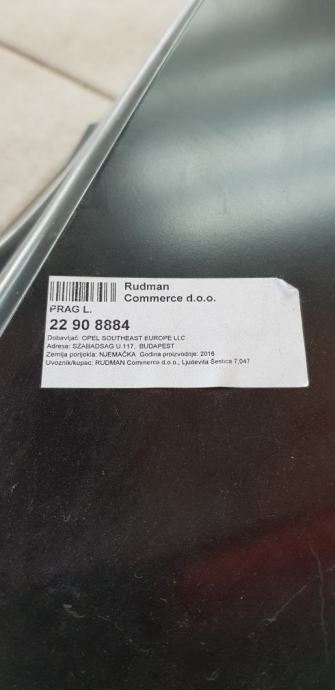 Rudman
Commerce d.o.o.
PRAG L.
22 90 8884
Dobavljač: OPEL SOUTHEAST EUROPE LLC
Adresa: SZABADSAG U.117, BUDAPEST
Zemlja porijekla: NJEMAČKA Godina proizvodnje: 2016
Uvoznik/kupac: RUDMAN Commerce d.o.o., Ljudevita Šestića 7,047